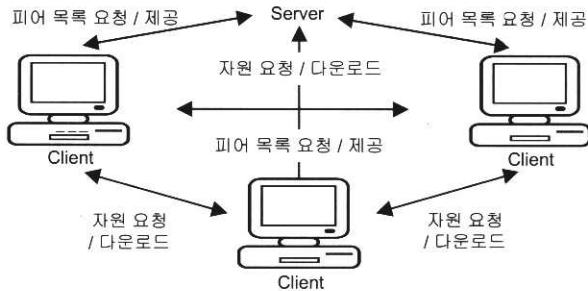 피어 목록 요청 / 제공
Server
피어 목록 요청 / 제공
자원 요청 / 다운로드
Client
피어 목록 요청 / 제공
Client
자원 요청
/ 다운로드
자원 요청
/ 다운로드
Client